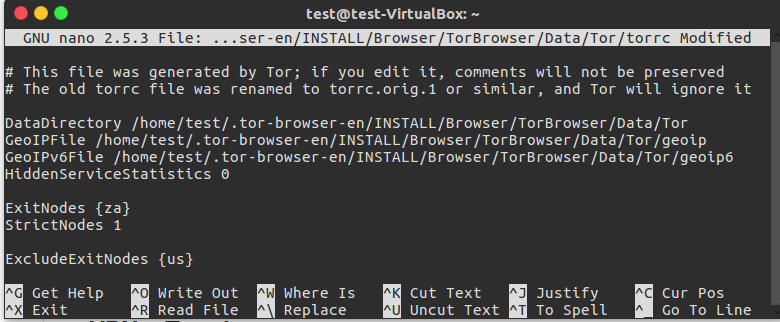 test@test-VirtualBox: ~
GNU nano 2.5.3 File: ...ser-en/INSTALL/Browser/TorBrowser/Data/Tor/torrc Modified
# This file was generated by Tor; if you edit it, comments will not be preserved
# The old torrc file was renamed to torrc.orig.1 or similar, and Tor will ignore it
DataDirectory /home/test/.tor-browser-en/INSTALL/Browser/TorBrowser/Data/Tor
GeoIPFile /home/test/.tor-browser-en/INSTALL/Browser/TorBrowser/Data/Tor/geoip
GeoIPv6File /home/test/.tor-browser-en/INSTALL/Browser/TorBrowser/Data/Tor/geoip6
HiddenServiceStatistics 0
ExitNodes {za}
StrictNodes 1
ExcludeExitNodes {us}
^G Get Help ^O Write Out ^W Where Is ^K Cut Text ^J Justify ^C Cur Pos
^X Exit ^R Read File ^\ Replace ^U Uncut Text ^T To Spell ^_ Go To Line